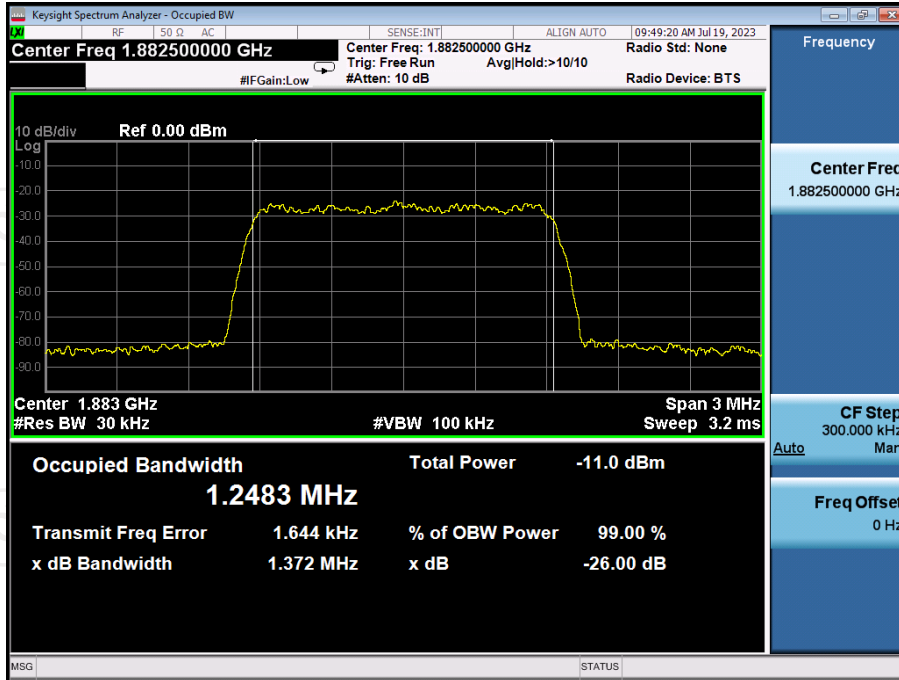 Keysight Spectrum Analyzer - Occupied BW
LXI RF 50 Ω AC SENSE:INT ALIGN AUTO 09:49:20 AM Jul 19, 2023
Center Freq 1.882500000 GHz
Center Freq: 1.882500000 GHz Radio Std: None
Trig: Free Run Avg|Hold:>10/10
#IFGain:Low #Atten: 10 dB Radio Device: BTS
10 dB/div Ref 0.00 dBm
Log
-10.0
-20.0
-30.0
-40.0
-50.0
-60.0
-70.0
-80.0
-90.0
Center 1.883 GHz Span 3 MHz
#Res BW 30 kHz #VBW 100 kHz Sweep 3.2 ms
Occupied Bandwidth Total Power -11.0 dBm
1.2483 MHz
Transmit Freq Error 1.644 kHz % of OBW Power 99.00 %
x dB Bandwidth 1.372 MHz x dB -26.00 dB
MSG STATUS
Frequency
Center Freq
1.882500000 GHz
CF Step
300.000 kHz
Auto Man
Freq Offset
0 Hz